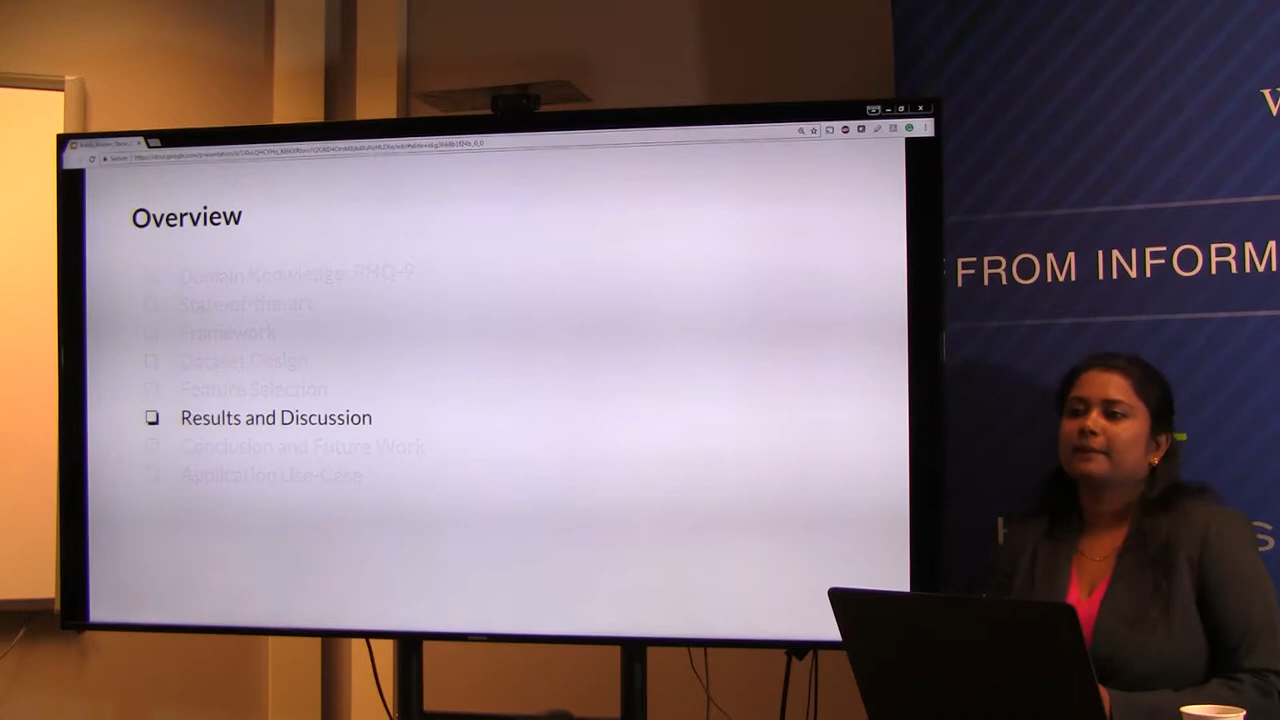 Overview
Domain Knowledge: PHQ-9
State-of-the-art
Framework
Dataset Design
Feature Selection
Results and Discussion
Conclusion and Future Work
Application Use-Case
FROM INFORM